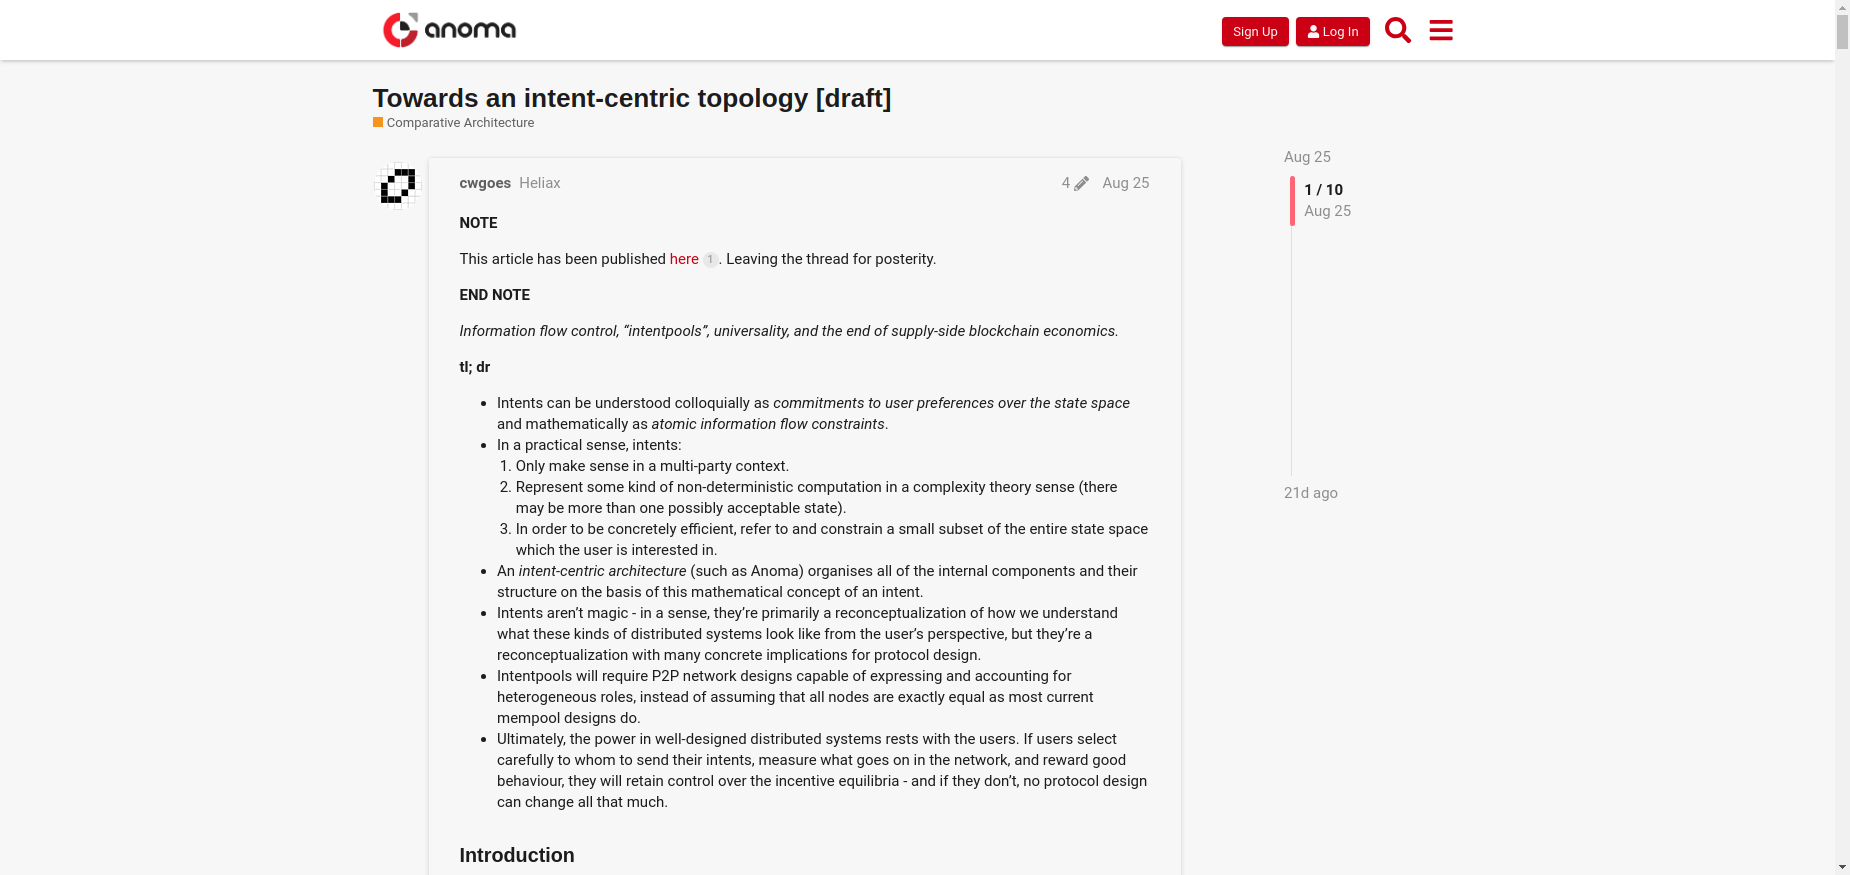 anoma
Sign Up
Log In
Towards an intent-centric topology [draft]
Comparative Architecture
cwgoes Heliax 4 Aug 25
NOTE
This article has been published here 1. Leaving the thread for posterity.
END NOTE
Information flow control, “intentpools”, universality, and the end of supply-side blockchain economics.
tl; dr
• Intents can be understood colloquially as commitments to user preferences over the state space
and mathematically as atomic information flow constraints.
• In a practical sense, intents:
1. Only make sense in a multi-party context.
2. Represent some kind of non-deterministic computation in a complexity theory sense (there
may be more than one possibly acceptable state).
3. In order to be concretely efficient, refer to and constrain a small subset of the entire state space
which the user is interested in.
• An intent-centric architecture (such as Anoma) organises all of the internal components and their
structure on the basis of this mathematical concept of an intent.
• Intents aren’t magic - in a sense, they’re primarily a reconceptualization of how we understand
what these kinds of distributed systems look like from the user’s perspective, but they’re a
reconceptualization with many concrete implications for protocol design.
• Intentpools will require P2P network designs capable of expressing and accounting for
heterogeneous roles, instead of assuming that all nodes are exactly equal as most current
mempool designs do.
• Ultimately, the power in well-designed distributed systems rests with the users. If users select
carefully to whom to send their intents, measure what goes on in the network, and reward good
behaviour, they will retain control over the incentive equilibria - and if they don’t, no protocol design
can change all that much.
Introduction
Aug 25
1 / 10
Aug 25
21d ago